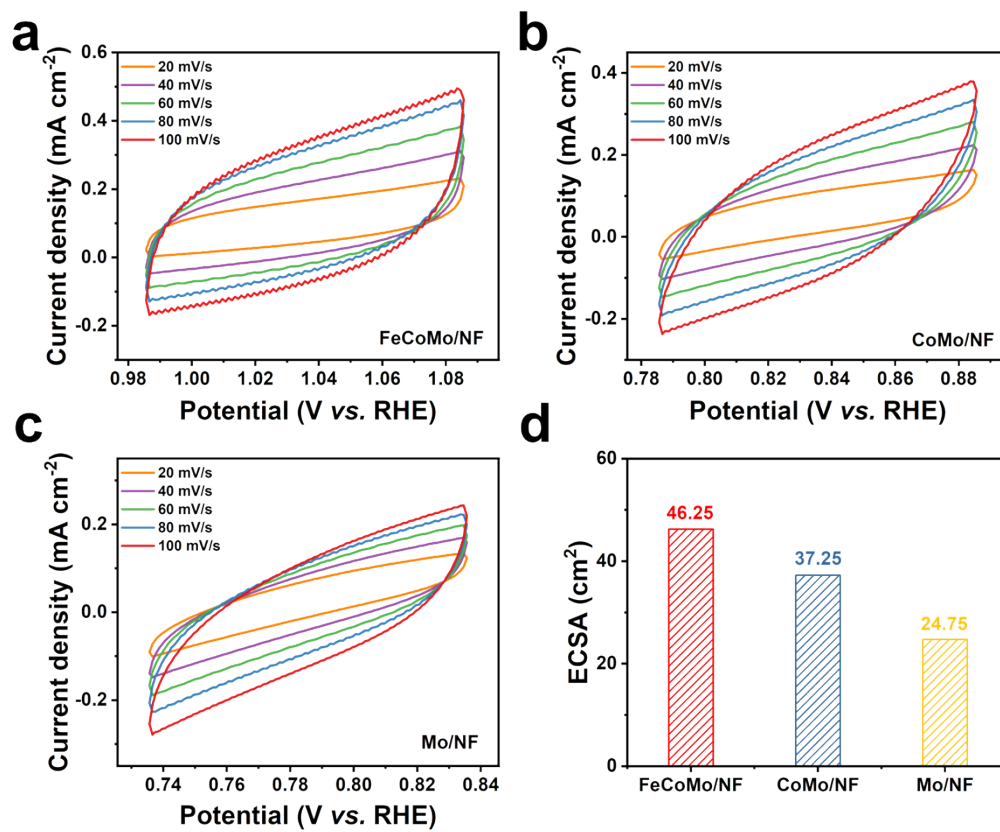 a
Current density (mA cm⁻²)
0.6
0.4
0.2
0.0
-0.2
20 mV/s
40 mV/s
60 mV/s
80 mV/s
100 mV/s
FeCoMo/NF
0.98 1.00 1.02 1.04 1.06 1.08
Potential (V vs. RHE)
b
Current density (mA cm⁻²)
0.4
0.2
0.0
-0.2
20 mV/s
40 mV/s
60 mV/s
80 mV/s
100 mV/s
CoMo/NF
0.78 0.80 0.82 0.84 0.86 0.88
Potential (V vs. RHE)
c
Current density (mA cm⁻²)
0.2
0.0
-0.2
20 mV/s
40 mV/s
60 mV/s
80 mV/s
100 mV/s
Mo/NF
0.74 0.76 0.78 0.80 0.82 0.84
Potential (V vs. RHE)
d
ECSA (cm²)
60
40
20
0
46.25
37.25
24.75
FeCoMo/NF CoMo/NF Mo/NF